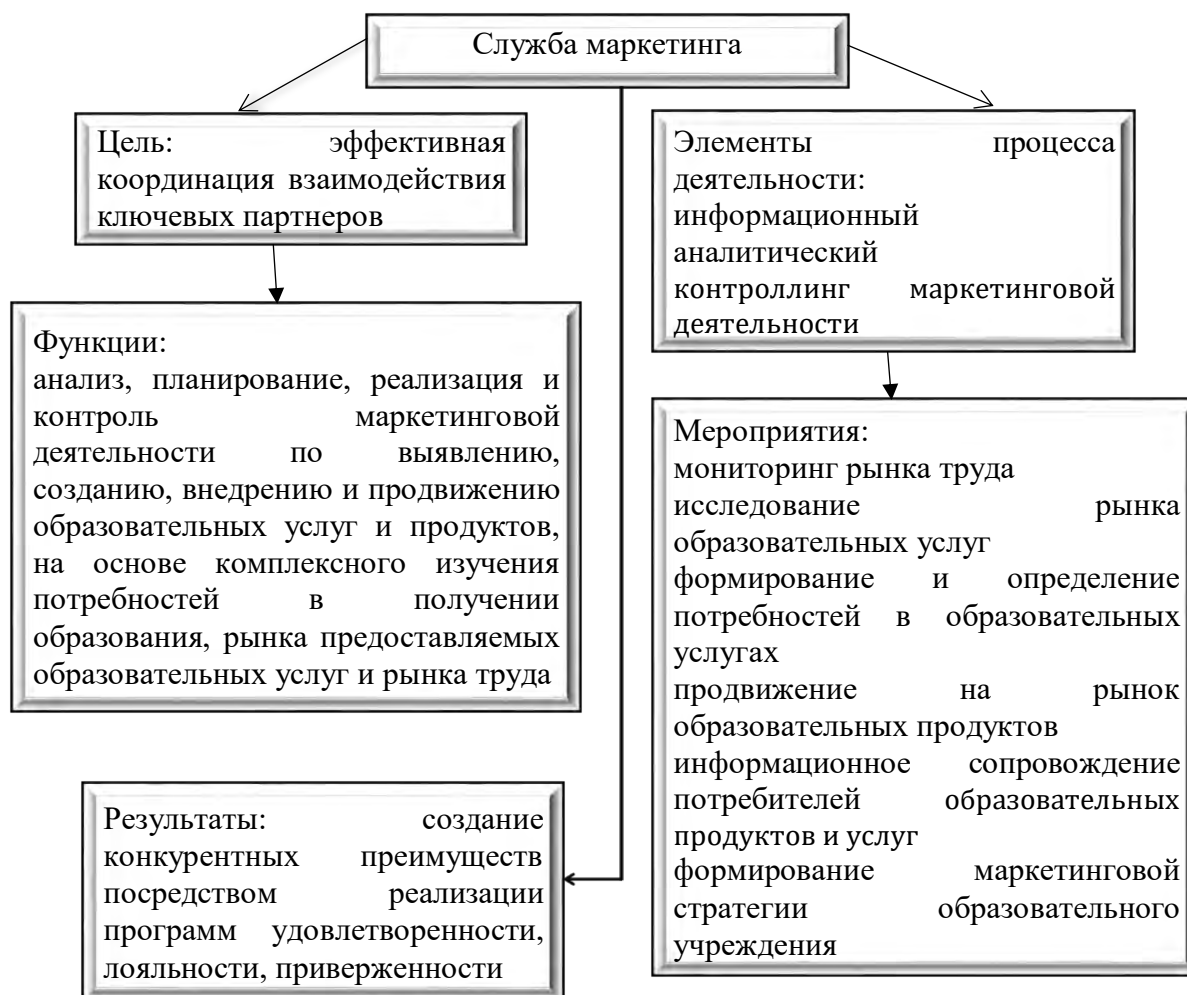 Служба маркетинга
Цель: эффективная
координация взаимодействия
ключевых партнеров
Функции:
анализ, планирование, реализация и
контроль маркетинговой
деятельности по выявлению,
созданию, внедрению и продвижению
образовательных услуг и продуктов,
на основе комплексного изучения
потребностей в получении
образования, рынка предоставляемых
образовательных услуг и рынка труда
Результаты: создание
конкурентных преимуществ
посредством реализации
программ удовлетворенности,
лояльности, приверженности
Элементы процесса
деятельности:
информационный
аналитический
контроллинг маркетинговой
деятельности
Мероприятия:
мониторинг рынка труда
исследование рынка
образовательных услуг
формирование и определение
потребностей в образовательных
услугах
продвижение на рынок
образовательных продуктов
информационное сопровождение
потребителей образовательных
продуктов и услуг
формирование маркетинговой
стратегии образовательного
учреждения